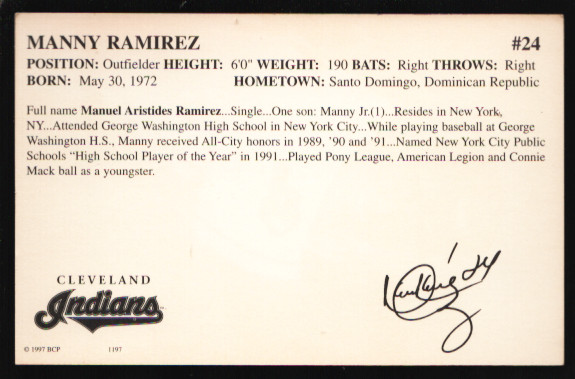 MANNY RAMIREZ #24
POSITION: Outfielder HEIGHT: 6'0" WEIGHT: 190 BATS: Right THROWS: Right
BORN: May 30, 1972 HOMETOWN: Santo Domingo, Dominican Republic
Full name Manuel Aristides Ramirez...Single...One son: Manny Jr.(1)...Resides in New York,
NY...Attended George Washington High School in New York City...While playing baseball at George
Washington H.S., Manny received All-City honors in 1989, '90 and '91...Named New York City Public
Schools “High School Player of the Year” in 1991...Played Pony League, American Legion and Connie
Mack ball as a youngster.
CLEVELAND
Indians
© 1997 BCP 1197